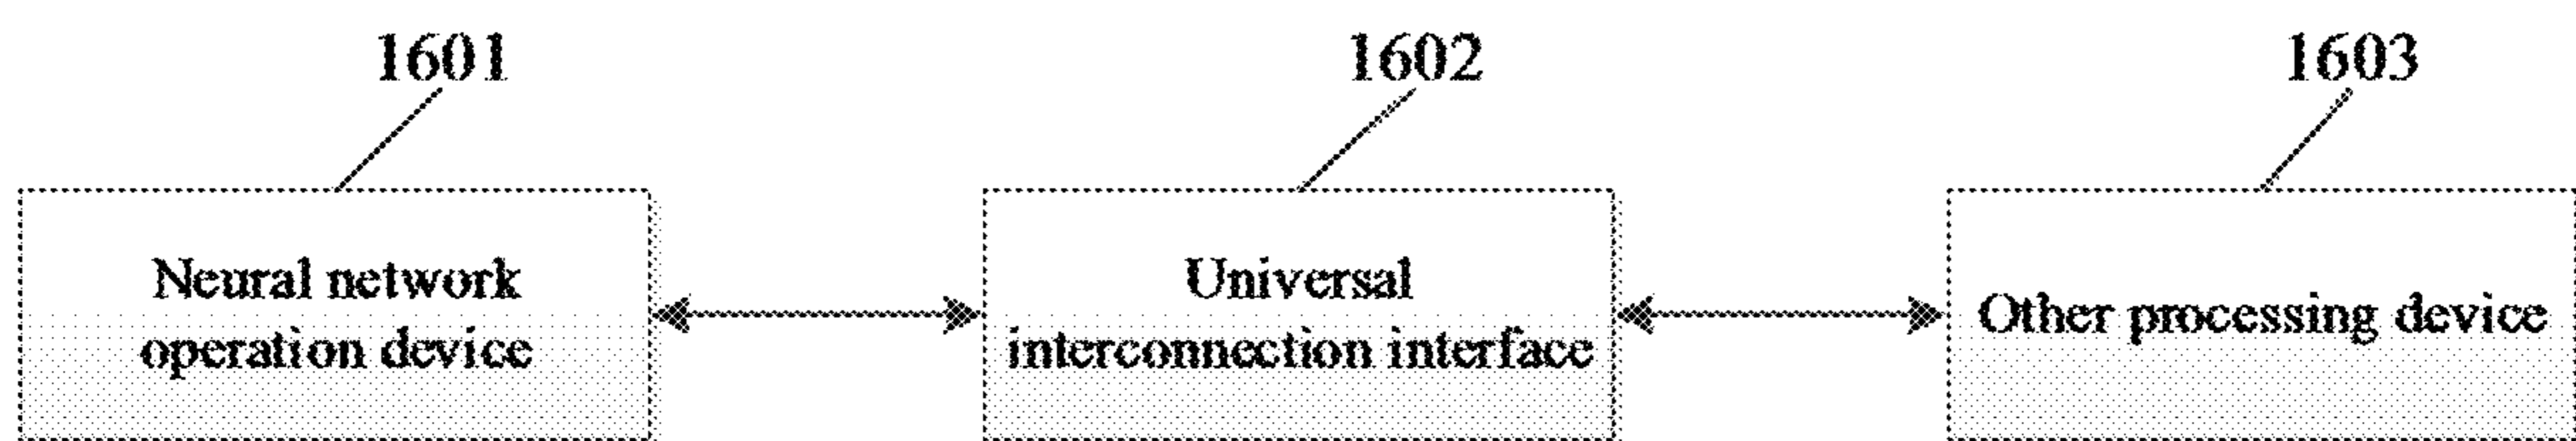 1601
1602
1603
Neural network
operation device
Universal
interconnection interface
Other processing device